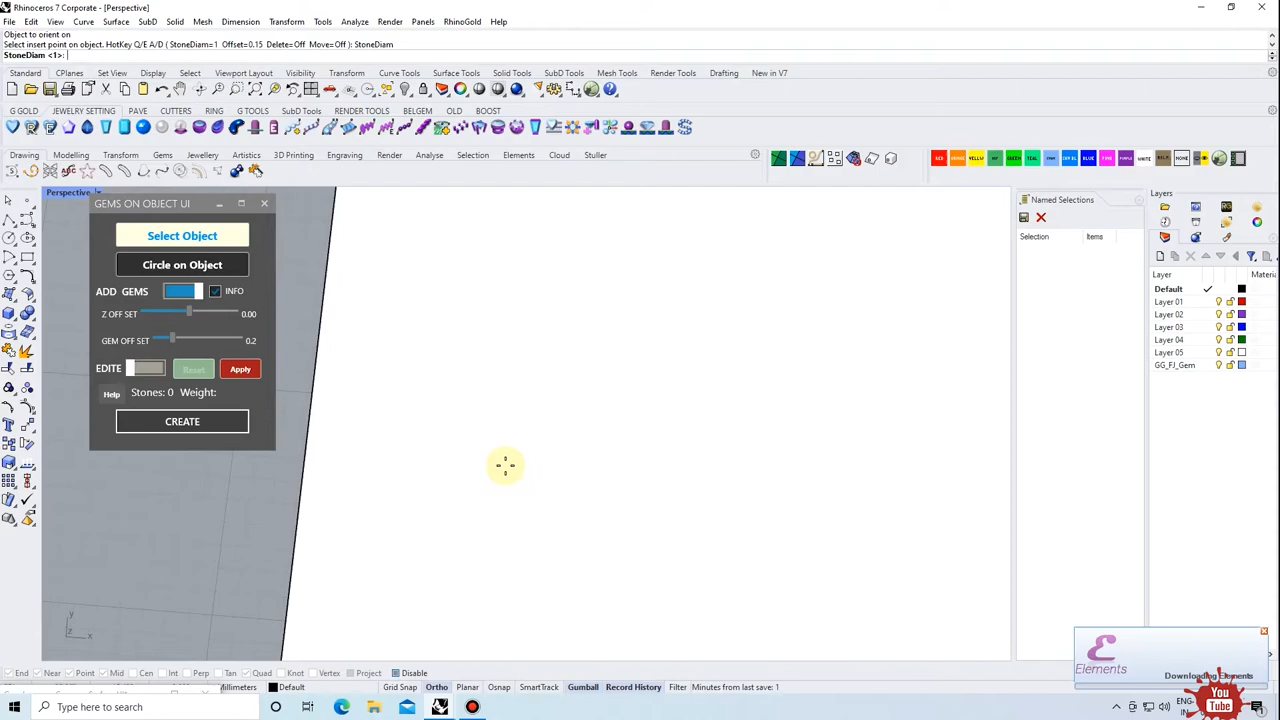 Rhinoceros 7 Corporate - [Perspective]
File Edit View Curve Surface SubD Solid Mesh Dimension Transform Tools Analyze Render Panels RhinoGold Help
Object to orient on
Select insert point on object. HotKey Q/E A/D ( StoneDiam=1 Offset=0.15 Delete=Off Move=Off ): StoneDiam
StoneDiam <1>:
Standard CPlanes Set View Display Select Viewport Layout Visibility Transform Curve Tools Surface Tools Solid Tools SubD Tools Mesh Tools Render Tools Drafting New in V7
G GOLD JEWELRY SETTING PAVE CUTTERS RING G TOOLS SubD Tools RENDER TOOLS BELGEM OLD BOOST
Drawing Modelling Transform Gems Jewellery Artistics 3D Printing Engraving Render Analyse Selection Elements Cloud Stuller
Perspective
GEMS ON OBJECT UI
Select Object
Circle on Object
ADD GEMS INFO
Z OFF SET 0.00
GEM OFF SET 0.2
EDITE Reset Apply
Help Stones: 0 Weight:
CREATE
y
z x
Named Selections
Selection Items
Layers
Layer Materia
Default
Layer 01
Layer 02
Layer 03
Layer 04
Layer 05
GG_FJ_Gem
Elements
Downloading Elements
You
Tube
End Near Point Mid Cen Int Perp Tan Quad Knot Vertex Project Disable
Millimeters Default Grid Snap Ortho Planar Osnap SmartTrack Gumball Record History Filter Minutes from last save: 1
Type here to search
ENG